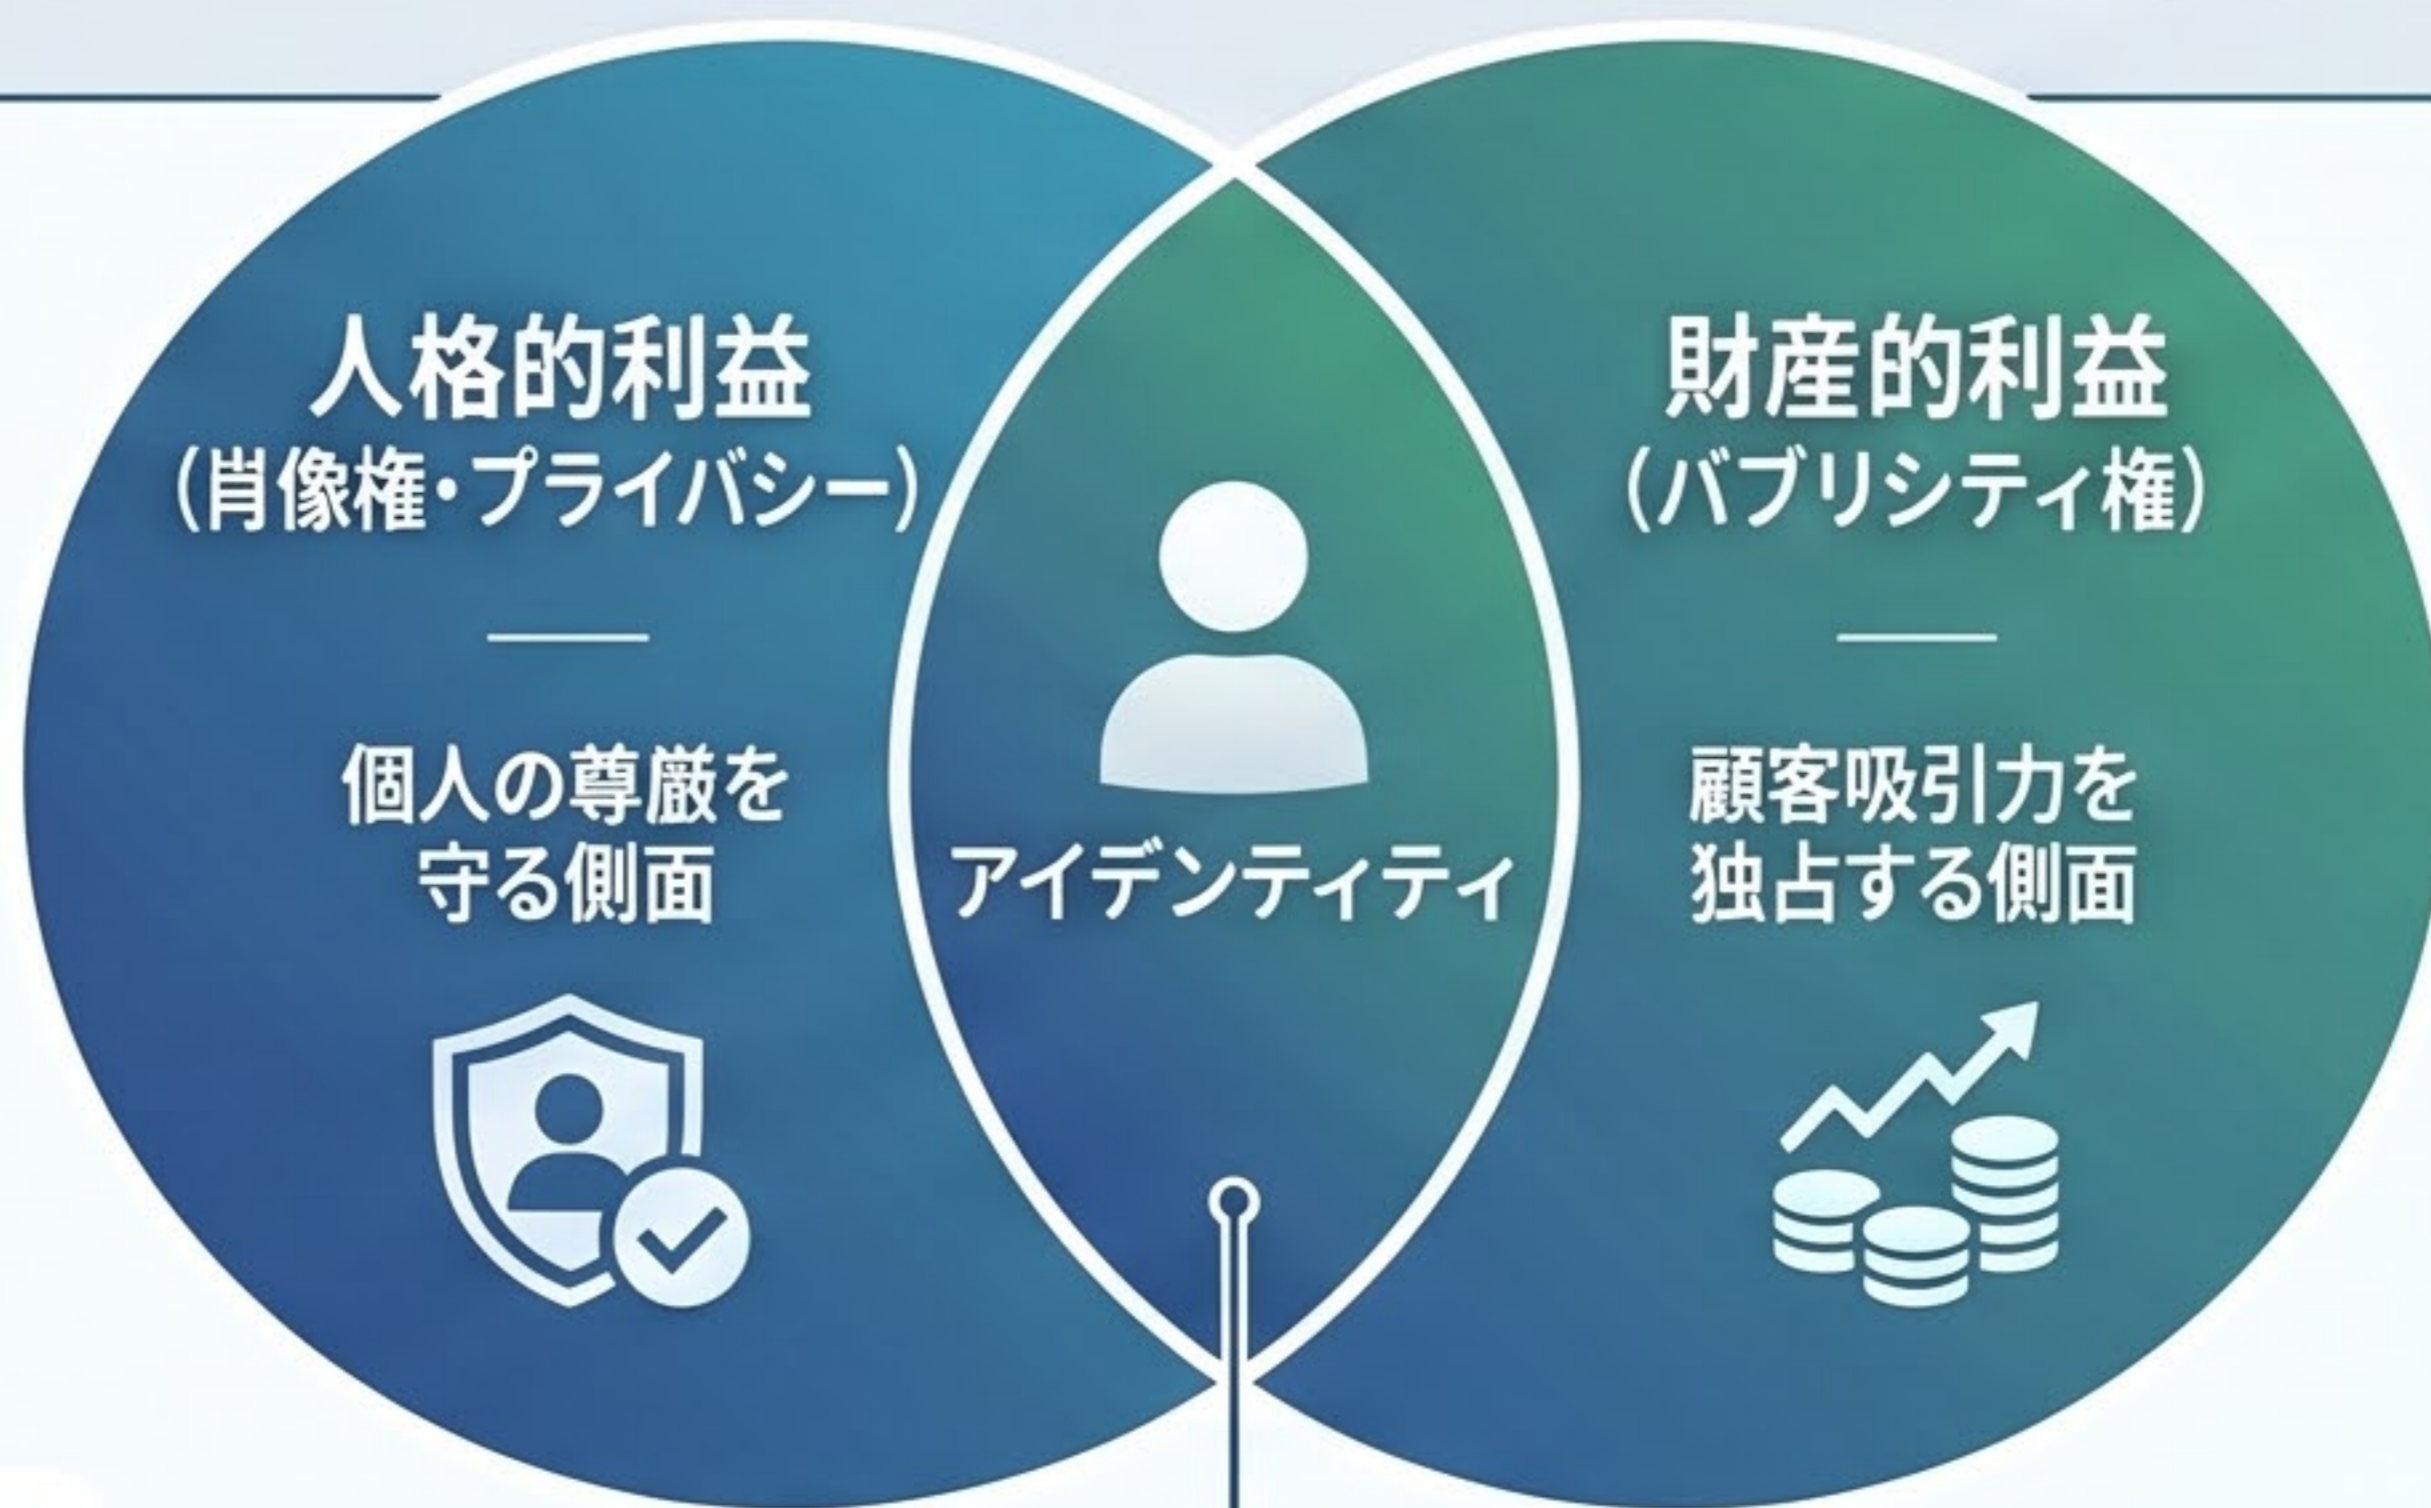 人格的利益
(肖像権・プライバシー)
個人の尊厳を
守る側面
アイデンティティ
財産的利益
(バブリシティ権)
顧客吸引力を
独占する側面